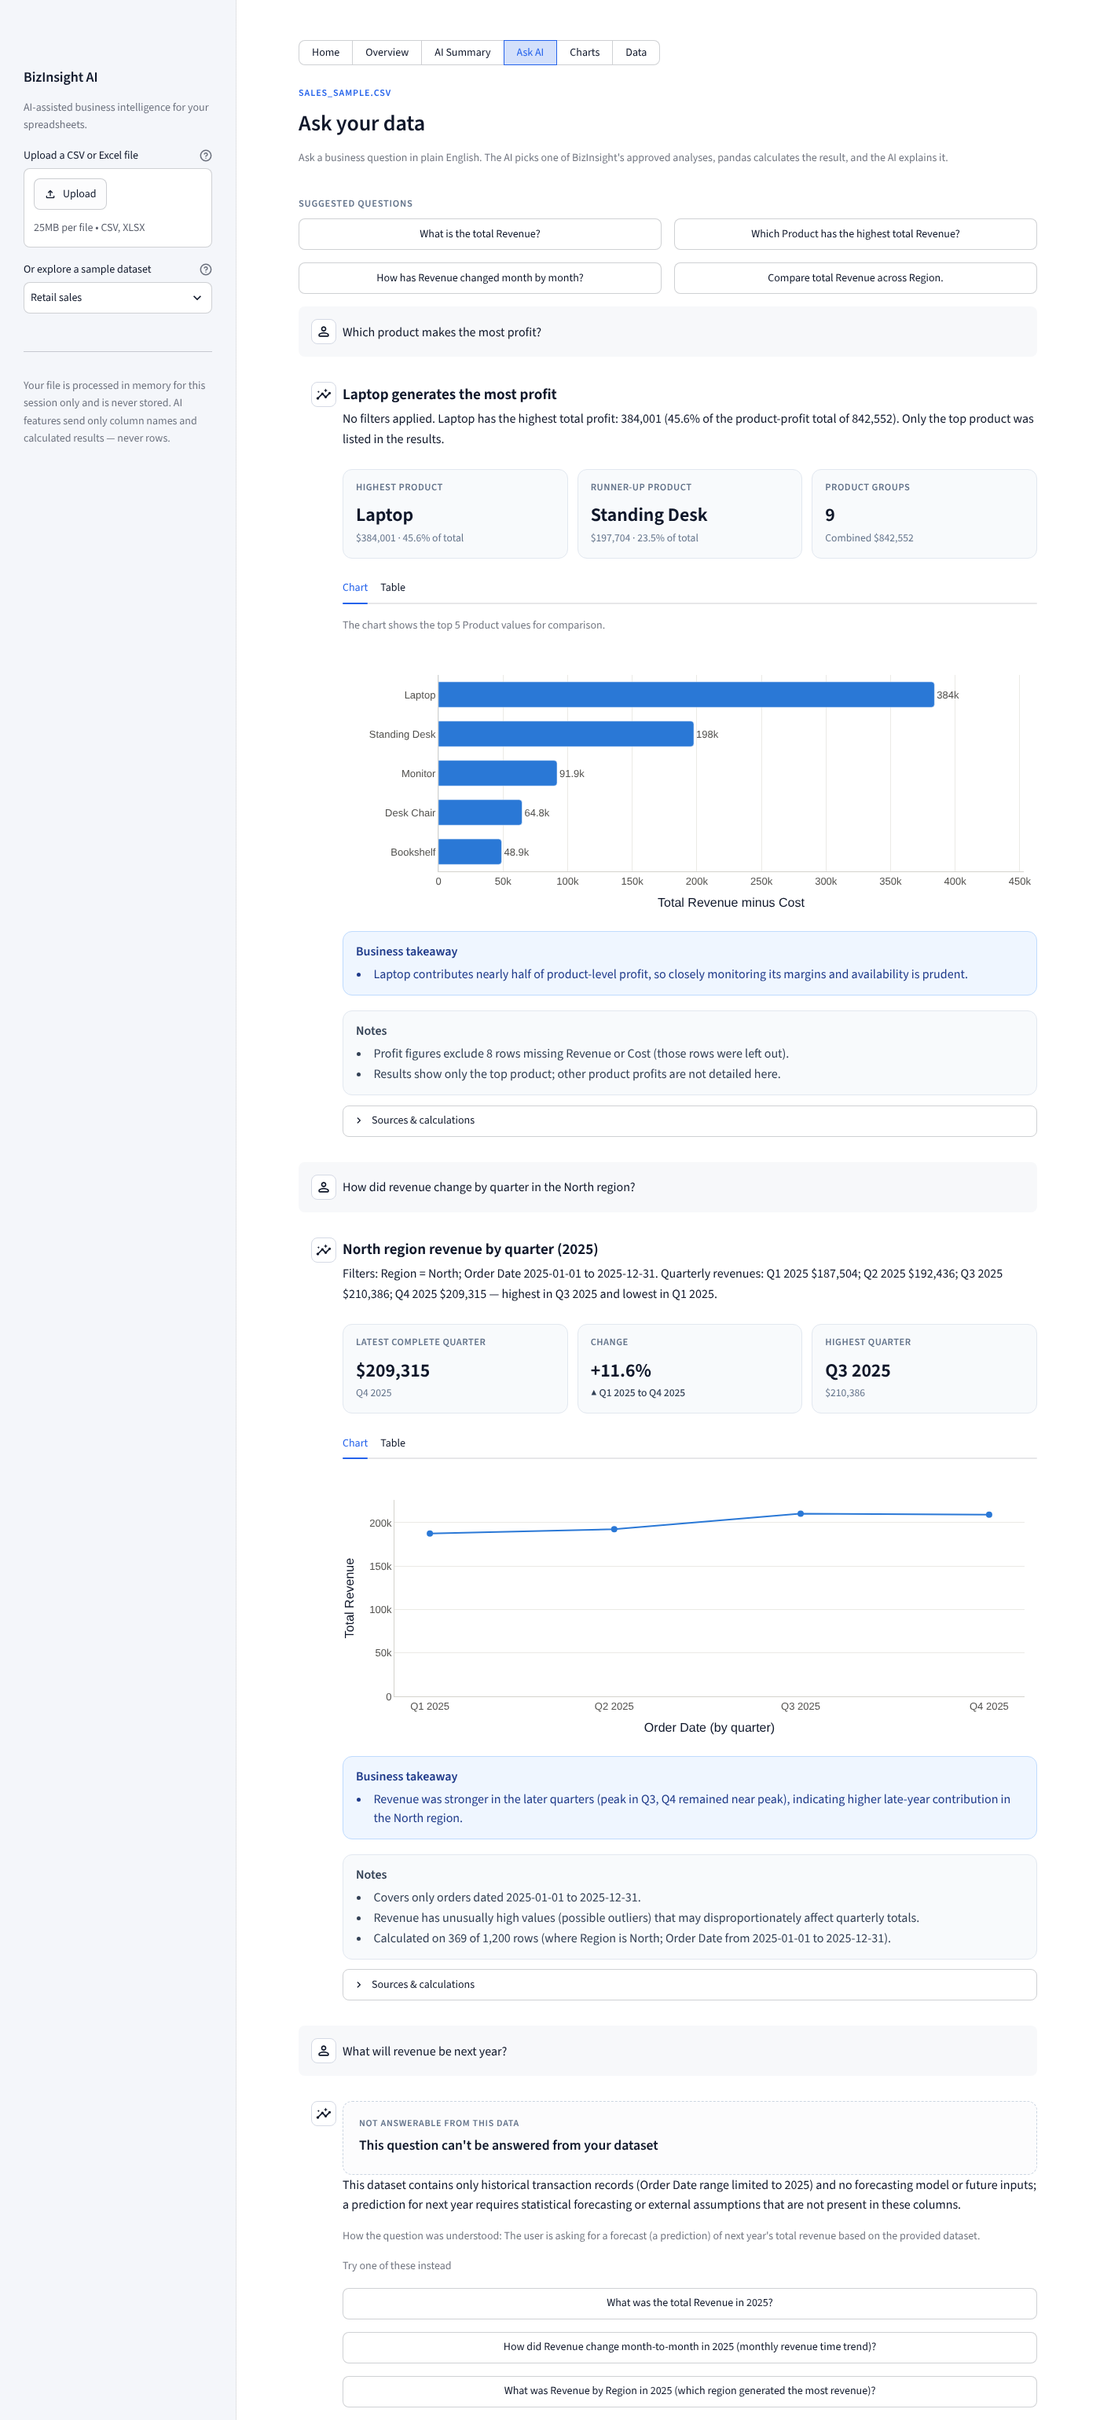 BizInsight AI
AI-assisted business intelligence for your
spreadsheets.
Upload a CSV or Excel file
Upload
25MB per file • CSV, XLSX
Or explore a sample dataset
Retail sales
Your file is processed in memory for this
session only and is never stored. AI
features send only column names and
calculated results — never rows.
Home
Overview
AI Summary
Ask AI
Charts
Data
SALES_SAMPLE.CSV
Ask your data
Ask a business question in plain English. The AI picks one of BizInsight's approved analyses, pandas calculates the result, and the AI explains it.
SUGGESTED QUESTIONS
What is the total Revenue?
Which Product has the highest total Revenue?
How has Revenue changed month by month?
Compare total Revenue across Region.
Which product makes the most profit?
Laptop generates the most profit
No filters applied. Laptop has the highest total profit: 384,001 (45.6% of the product-profit total of 842,552). Only the top product was
listed in the results.
HIGHEST PRODUCT
Laptop
$384,001 · 45.6% of total
RUNNER-UP PRODUCT
Standing Desk
$197,704 · 23.5% of total
PRODUCT GROUPS
9
Combined $842,552
Chart
Table
The chart shows the top 5 Product values for comparison.
Laptop
384k
Standing Desk
198k
Monitor
91.9k
Desk Chair
64.8k
Bookshelf
48.9k
0
50k
100k
150k
200k
250k
300k
350k
400k
450k
Total Revenue minus Cost
Business takeaway
• Laptop contributes nearly half of product-level profit, so closely monitoring its margins and availability is prudent.
Notes
• Profit figures exclude 8 rows missing Revenue or Cost (those rows were left out).
• Results show only the top product; other product profits are not detailed here.
Sources & calculations
How did revenue change by quarter in the North region?
North region revenue by quarter (2025)
Filters: Region = North; Order Date 2025-01-01 to 2025-12-31. Quarterly revenues: Q1 2025 $187,504; Q2 2025 $192,436; Q3 2025
$210,386; Q4 2025 $209,315 — highest in Q3 2025 and lowest in Q1 2025.
LATEST COMPLETE QUARTER
$209,315
Q4 2025
CHANGE
+11.6%
▲ Q1 2025 to Q4 2025
HIGHEST QUARTER
Q3 2025
$210,386
Chart
Table
Total Revenue
200k
150k
100k
50k
0
Q1 2025
Q2 2025
Q3 2025
Q4 2025
Order Date (by quarter)
Business takeaway
• Revenue was stronger in the later quarters (peak in Q3, Q4 remained near peak), indicating higher late-year contribution in
the North region.
Notes
• Covers only orders dated 2025-01-01 to 2025-12-31.
• Revenue has unusually high values (possible outliers) that may disproportionately affect quarterly totals.
• Calculated on 369 of 1,200 rows (where Region is North; Order Date from 2025-01-01 to 2025-12-31).
Sources & calculations
What will revenue be next year?
NOT ANSWERABLE FROM THIS DATA
This question can't be answered from your dataset
This dataset contains only historical transaction records (Order Date range limited to 2025) and no forecasting model or future inputs;
a prediction for next year requires statistical forecasting or external assumptions that are not present in these columns.
How the question was understood: The user is asking for a forecast (a prediction) of next year's total revenue based on the provided dataset.
Try one of these instead
What was the total Revenue in 2025?
How did Revenue change month-to-month in 2025 (monthly revenue time trend)?
What was Revenue by Region in 2025 (which region generated the most revenue)?